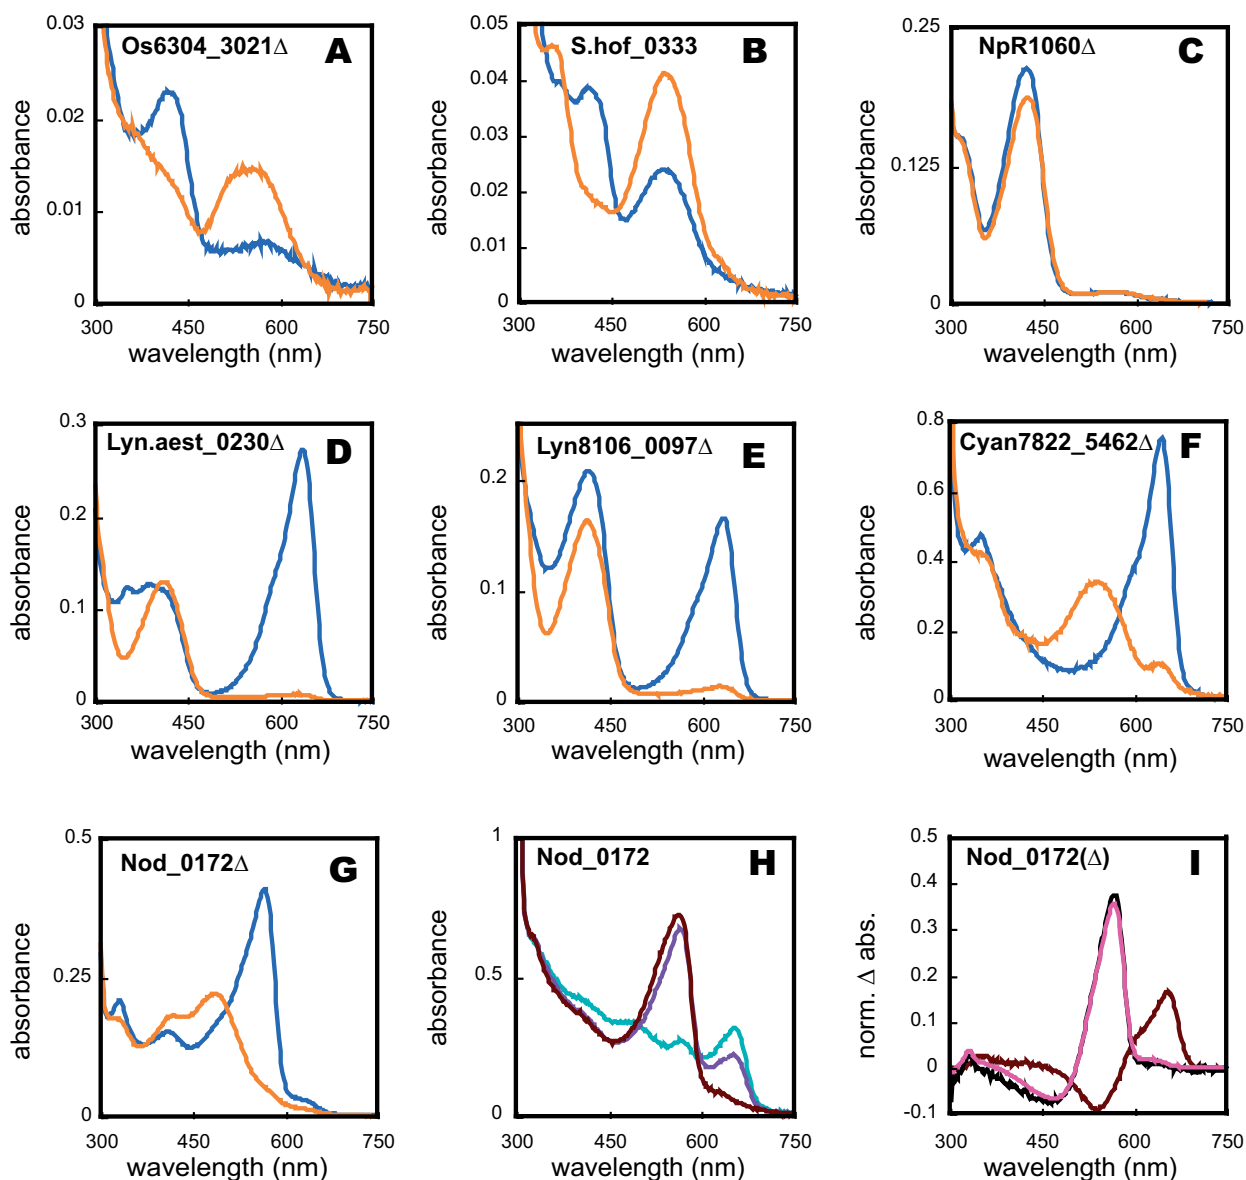 Os6304_3021Δ
A
absorbance
0.03
0.02
0.01
0
300
450
600
750
wavelength (nm)
S.hof_0333
B
absorbance
0.05
0.04
0.03
0.02
0.01
0
300
450
600
750
wavelength (nm)
NpR1060Δ
C
absorbance
0.25
0.125
0
300
450
600
750
wavelength (nm)
Lyn.aest_0230Δ
D
absorbance
0.3
0.2
0.1
0
300
450
600
750
wavelength (nm)
Lyn8106_0097Δ
E
absorbance
0.2
0.1
0
300
450
600
750
wavelength (nm)
Cyan7822_5462Δ
F
absorbance
0.8
0.6
0.4
0.2
0
300
450
600
750
wavelength (nm)
Nod_0172Δ
G
absorbance
0.5
0.25
0
300
450
600
750
wavelength (nm)
Nod_0172
H
absorbance
1
0.5
0
300
450
600
750
wavelength (nm)
Nod_0172(Δ)
I
norm. Δ abs.
0.5
0.4
0.3
0.2
0.1
0
-0.1
300
450
600
750
wavelength (nm)